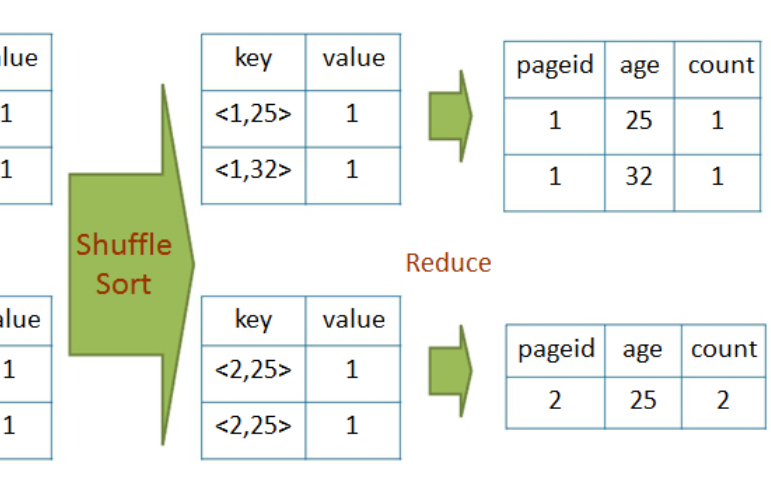 lue
1
1
key value
<1,25> 1
<1,32> 1
pageid age count
1 25 1
1 32 1
Shuffle
Sort
Reduce
alue
1
1
key value
<2,25> 1
<2,25> 1
pageid age count
2 25 2